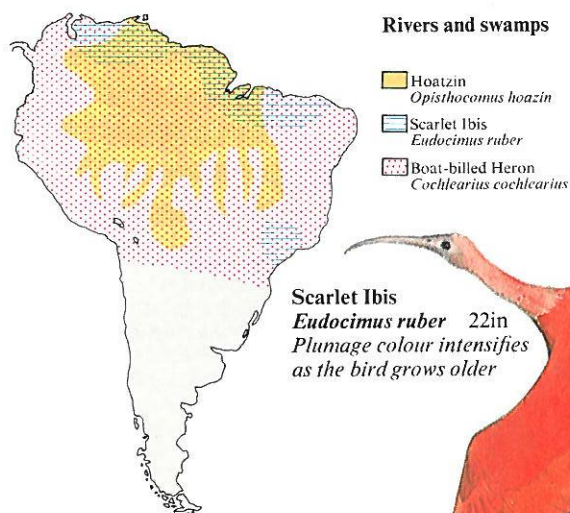 Rivers and swamps
Hoatzin
Opisthocomus hoazin
Scarlet Ibis
Eudocimus ruber
Boat-billed Heron
Cochlearius cochlearius
Scarlet Ibis
Eudocimus ruber 22in
Plumage colour intensifies
as the bird grows older